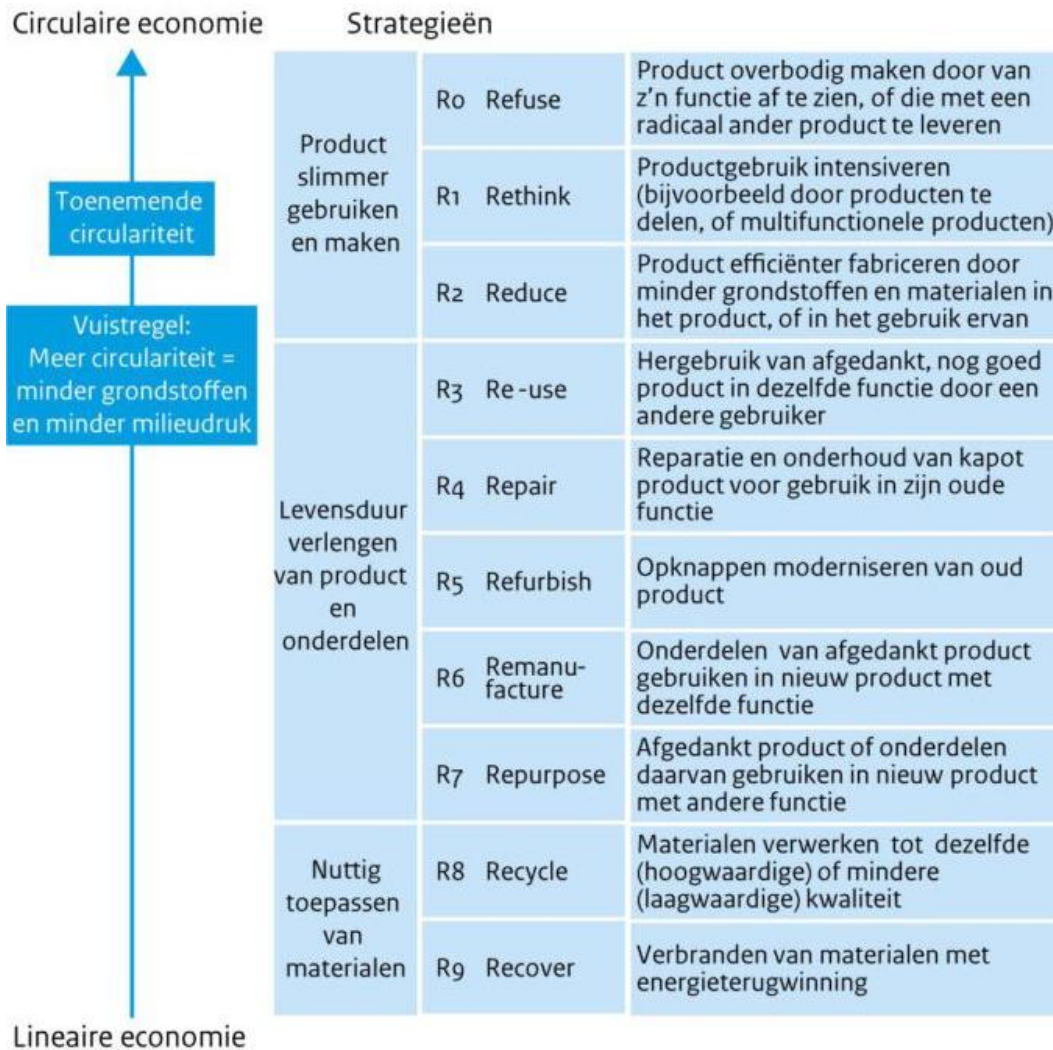 Circulaire economie
Strategieën
Toenemende
circulariteit
Vuistregel:
Meer circulariteit =
minder grondstoffen
en minder milieudruk
Lineaire economie
Product
slimmer
gebruiken
en maken
R0 Refuse
Product overbodig maken door van
z'n functie af te zien, of die met een
radicaal ander product te leveren
R1 Rethink
Productgebruik intensiveren
(bijvoorbeeld door producten te
delen, of multifunctionele producten)
R2 Reduce
Product efficiënter fabriceren door
minder grondstoffen en materialen in
het product, of in het gebruik ervan
Levensduur
verlengen
van product
en
onderdelen
R3 Re-use
Hergebruik van afgedankt, nog goed
product in dezelfde functie door een
andere gebruiker
R4 Repair
Reparatie en onderhoud van kapot
product voor gebruik in zijn oude
functie
R5 Refurbish
Opknappen moderniseren van oud
product
R6 Remanu-
facture
Onderdelen van afgedankt product
gebruiken in nieuw product met
dezelfde functie
R7 Repurpose
Afgedankt product of onderdelen
daarvan gebruiken in nieuw product
met andere functie
Nuttig
toepassen
van
materialen
R8 Recycle
Materialen verwerken tot dezelfde
(hoogwaardige) of mindere
(laagwaardige) kwaliteit
R9 Recover
Verbranden van materialen met
energieterugwinning